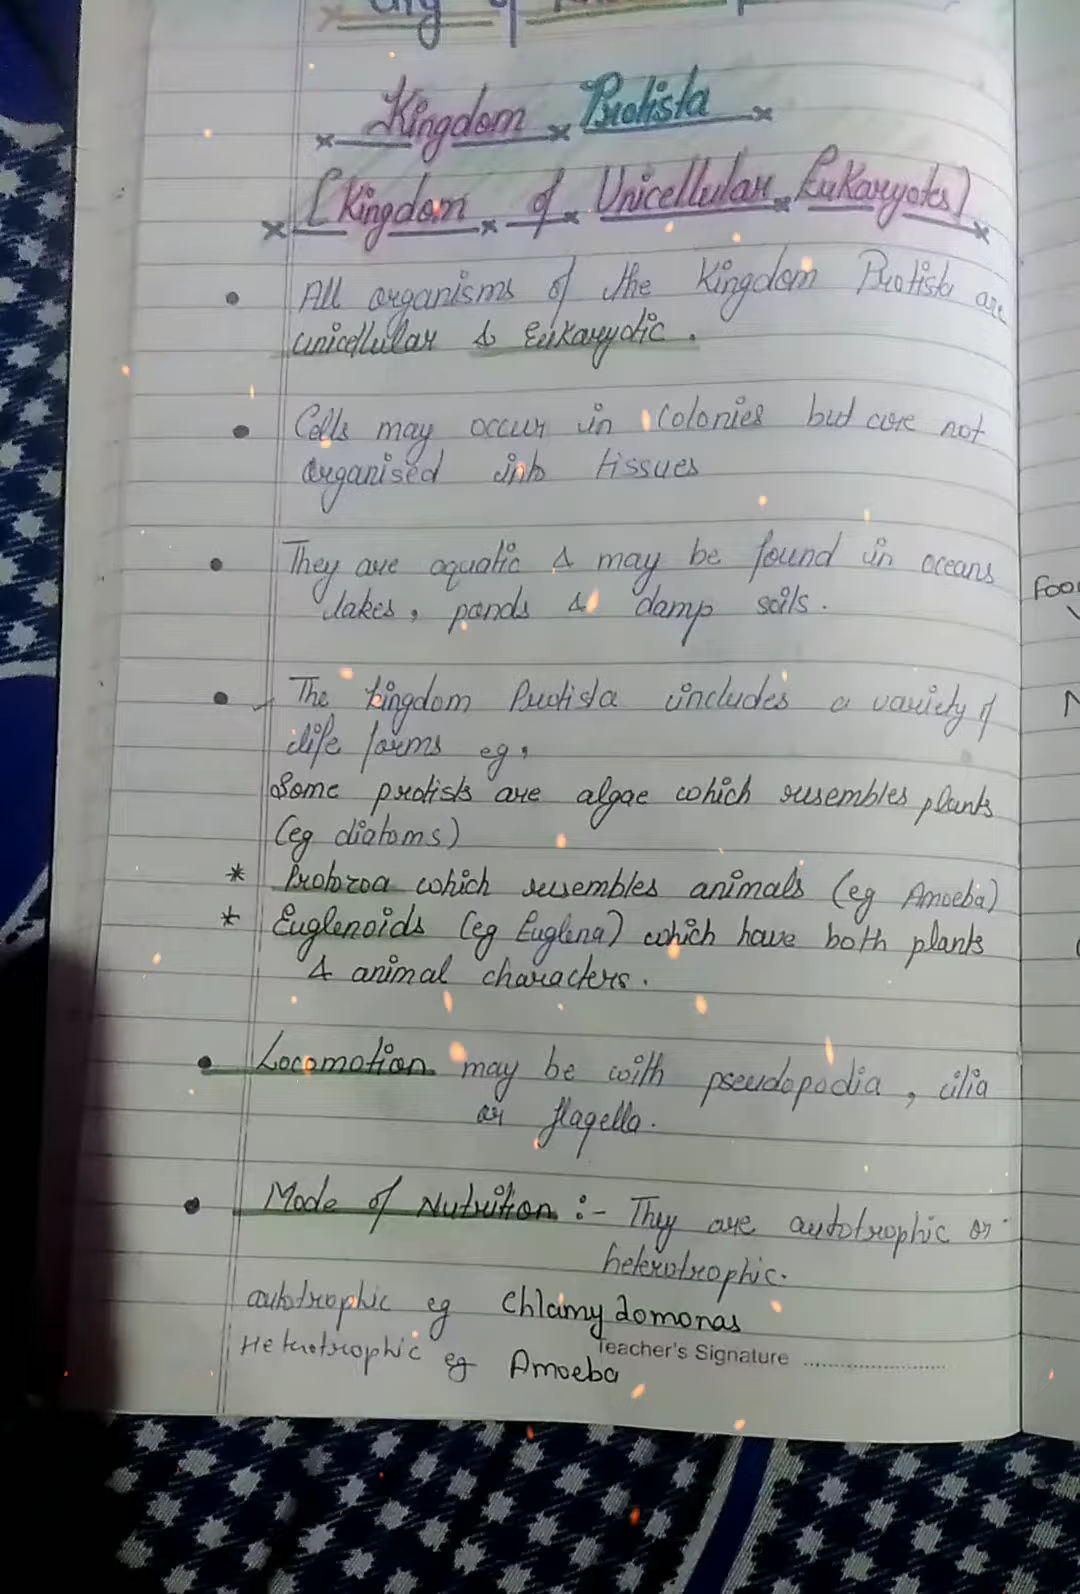 of
Kingdom Protista
(Kingdom of Unicellular Eukaryotes)
• All organisms of the Kingdom Protista are
unicellular & Eukaryotic.
• Cells may occur in colonies but are not
organised into tissues
• They are aquatic & may be found in oceans
lakes, ponds & damp soils.
• The kingdom Protista includes a variety of
life forms eg,
Some protists are algae which resembles plants
(eg diatoms)
* Protozoa which resembles animals (eg Amoeba)
* Euglenoids (eg Euglena) which have both plants
& animal characters.
• Locomotion may be with pseudopodia, cilia
or flagella.
• Mode of Nutrition :- They are autotrophic or
heterotrophic.
autotrophic eg Chlamydomonas
Teacher's Signature
Heterotrophic eg Amoeba